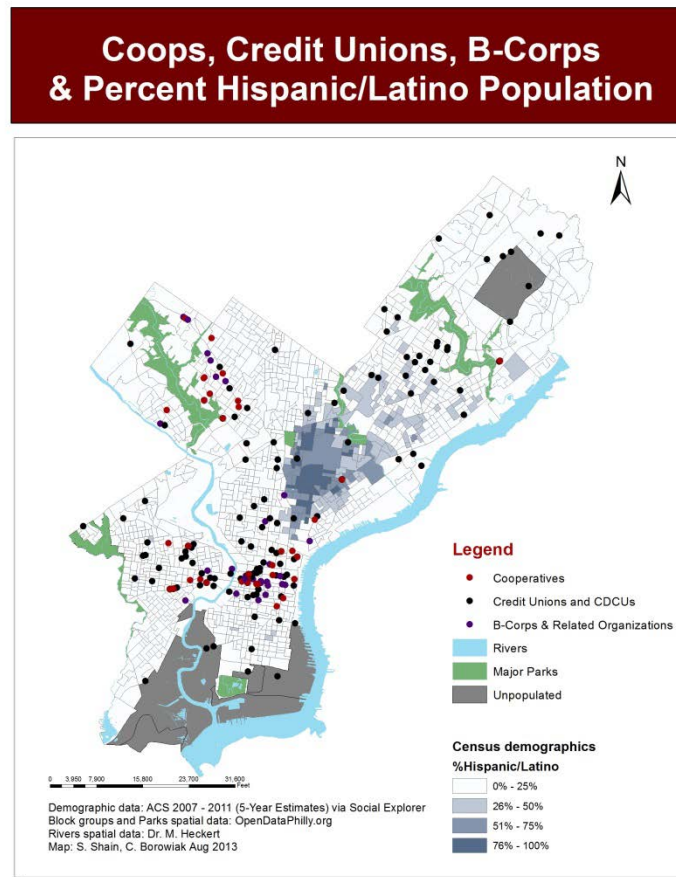 Coops, Credit Unions, B-Corps
& Percent Hispanic/Latino Population
N
Legend
Cooperatives
Credit Unions and CDCUs
B-Corps & Related Organizations
Rivers
Major Parks
Unpopulated
Census demographics
%Hispanic/Latino
0% - 25%
26% - 50%
51% - 75%
76% - 100%
0 3,950 7,900 15,800 23,700 31,600
Feet
Demographic data: ACS 2007 - 2011 (5-Year Estimates) via Social Explorer
Block groups and Parks spatial data: OpenDataPhilly.org
Rivers spatial data: Dr. M. Heckert
Map: S. Shain, C. Borowiak Aug 2013